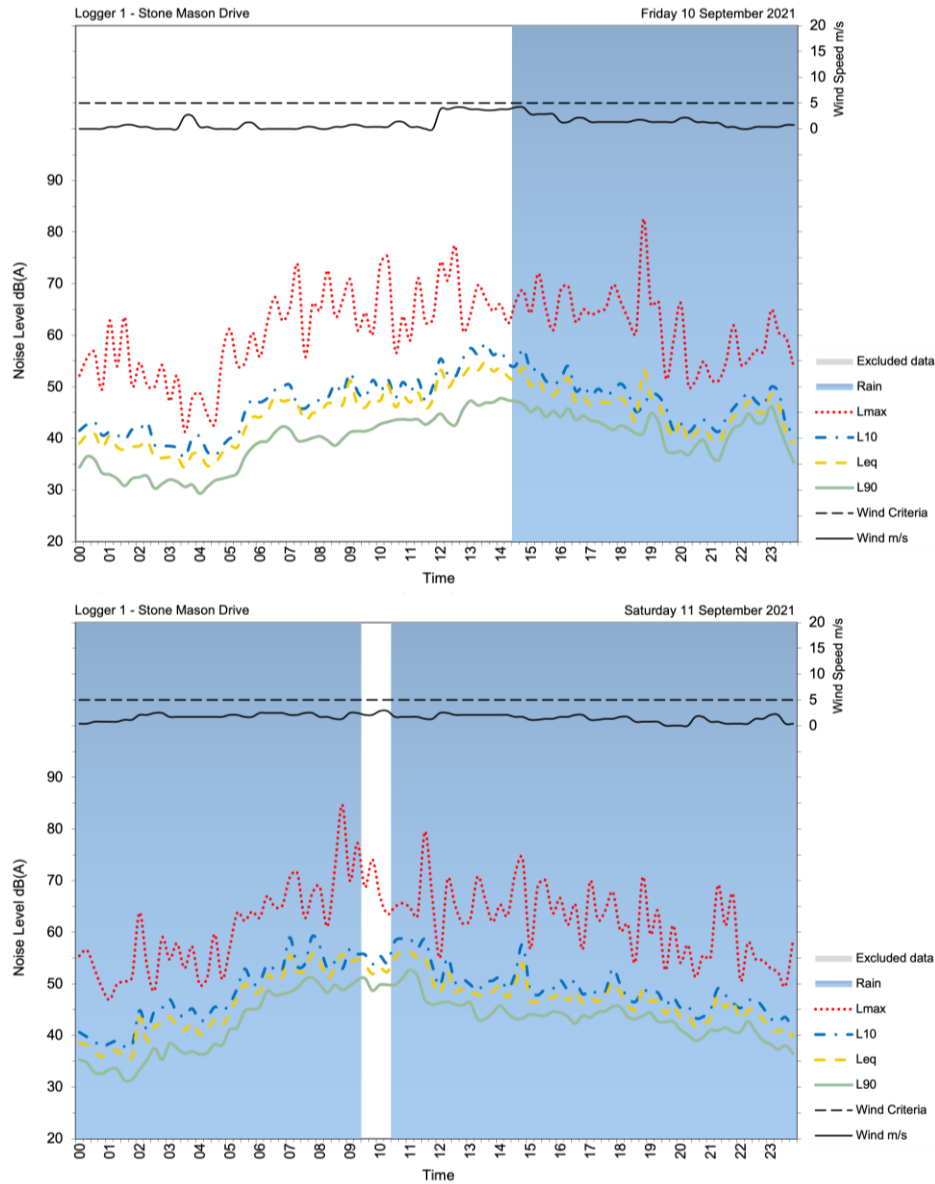 Logger 1 - Stone Mason Drive Friday 10 September 2021
20
15
10
5
0
Wind Speed m/s
90
80
70
60
50
40
30
20
Noise Level dB(A)
00 01 02 03 04 05 06 07 08 09 10 11 12 13 14 15 16 17 18 19 20 21 22 23
Time
Excluded data
Rain
Lmax
L10
Leq
L90
Wind Criteria
Wind m/s
Logger 1 - Stone Mason Drive Saturday 11 September 2021
20
15
10
5
0
Wind Speed m/s
90
80
70
60
50
40
30
20
Noise Level dB(A)
00 01 02 03 04 05 06 07 08 09 10 11 12 13 14 15 16 17 18 19 20 21 22 23
Time
Excluded data
Rain
Lmax
L10
Leq
L90
Wind Criteria
Wind m/s